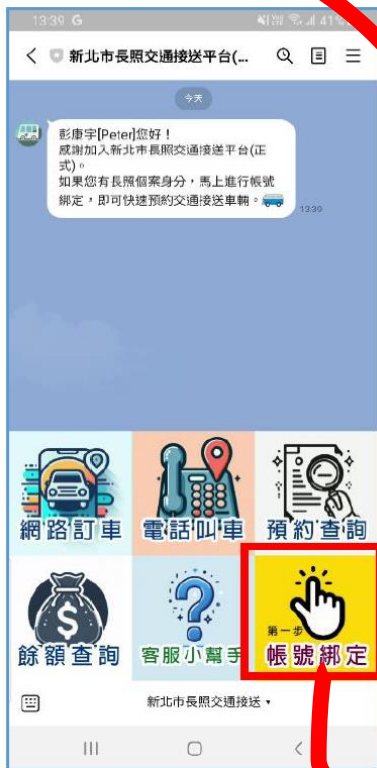 13:39 G
41%
新北市長照交通接送平台(...
今天
彭康宇[Peter]您好！
感謝加入新北市長照交通接送平台(正
式)。
如果您有長照個案身分，馬上進行帳號
綁定，即可快速預約交通接送車輛。
13:39
網路訂車
電話叫車
預約查詢
餘額查詢
客服小幫手
第一步
帳號綁定
新北市長照交通接送